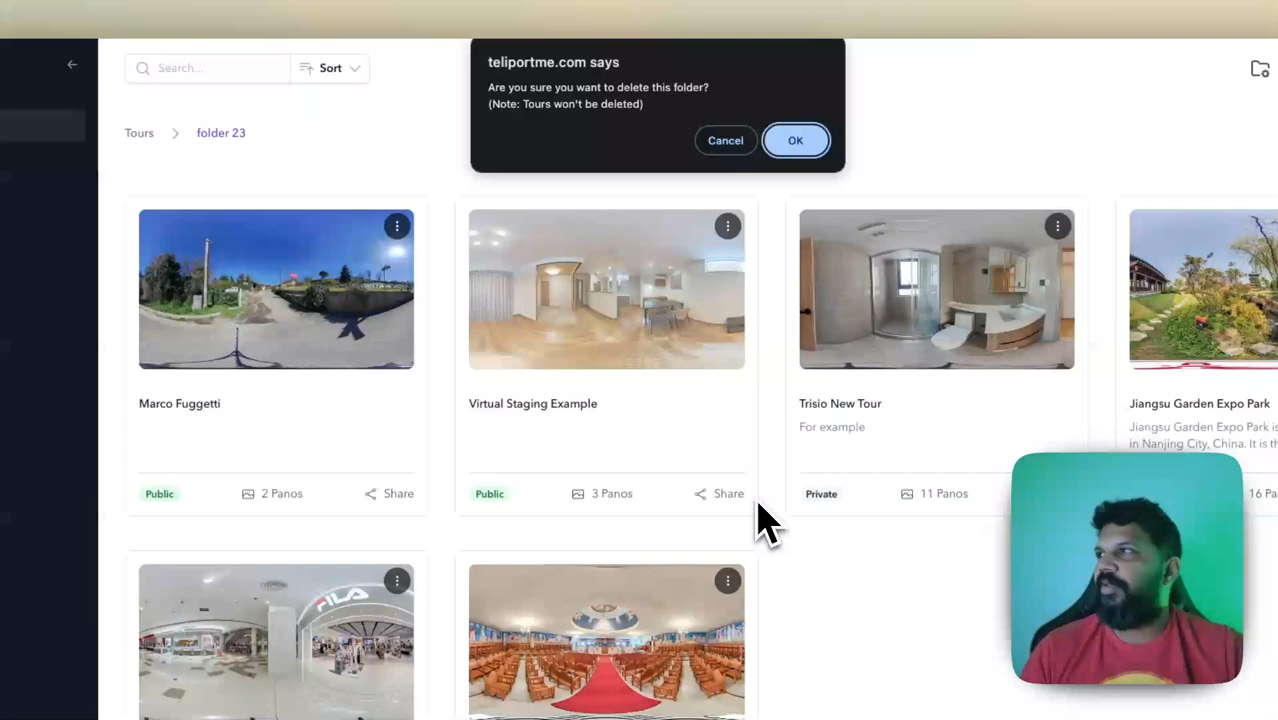 teliportme.com says
Are you sure you want to delete this folder?
(Note: Tours won't be deleted)
Cancel
OK
Search...
Sort
Tours
folder 23
Marco Fuggetti
Virtual Staging Example
Trisio New Tour
For example
Jiangsu Garden Expo Park
Jiangsu Garden Expo Park is
in Nanjing City, China. It is th
Public
2 Panos
Share
Public
3 Panos
Share
Private
11 Panos
16 Pa
FILA